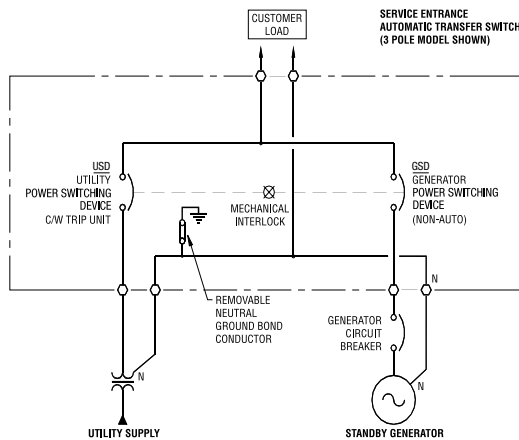 CUSTOMER
LOAD
SERVICE ENTRANCE
AUTOMATIC TRANSFER SWITCH
(3 POLE MODEL SHOWN)
USD
UTILITY
POWER SWITCHING
DEVICE
C/W TRIP UNIT
MECHANICAL
INTERLOCK
GSD
GENERATOR
POWER SWITCHING
DEVICE
(NON-AUTO)
REMOVABLE
NEUTRAL
GROUND BOND
CONDUCTOR
N
GENERATOR
CIRCUIT
BREAKER
N
N
UTILITY SUPPLY
STANDBY GENERATOR